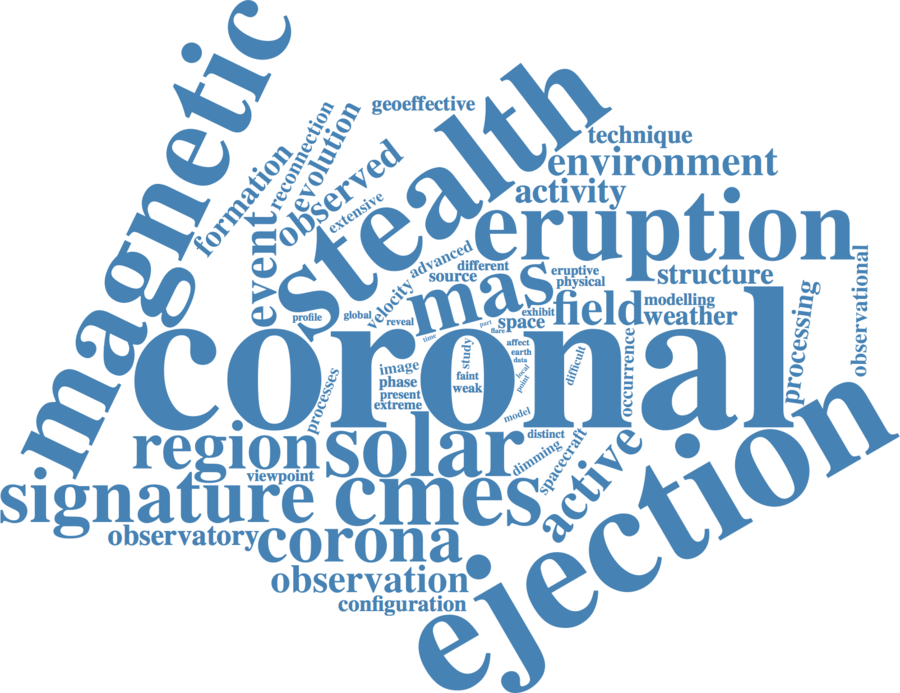 magnetic
geoeffective
stealth
technique
environment
activity
formation
reconnection
evolution
observed
extensive
event
eruption
advanced
different
source
eruptive
physical
structure
observational
mas
velocity
global
profile
reveal
exhibit
field
modelling
weather
space
part
flare
time
processing
coronal
study
affect
earth
data
local
point
difficult
occurrence
image
phase
present
extreme
faint
weak
processes
model
region
solar
distinct
dimming
spacecraft
active
viewpoint
signature
cmes
ejection
observatory
corona
observation
configuration